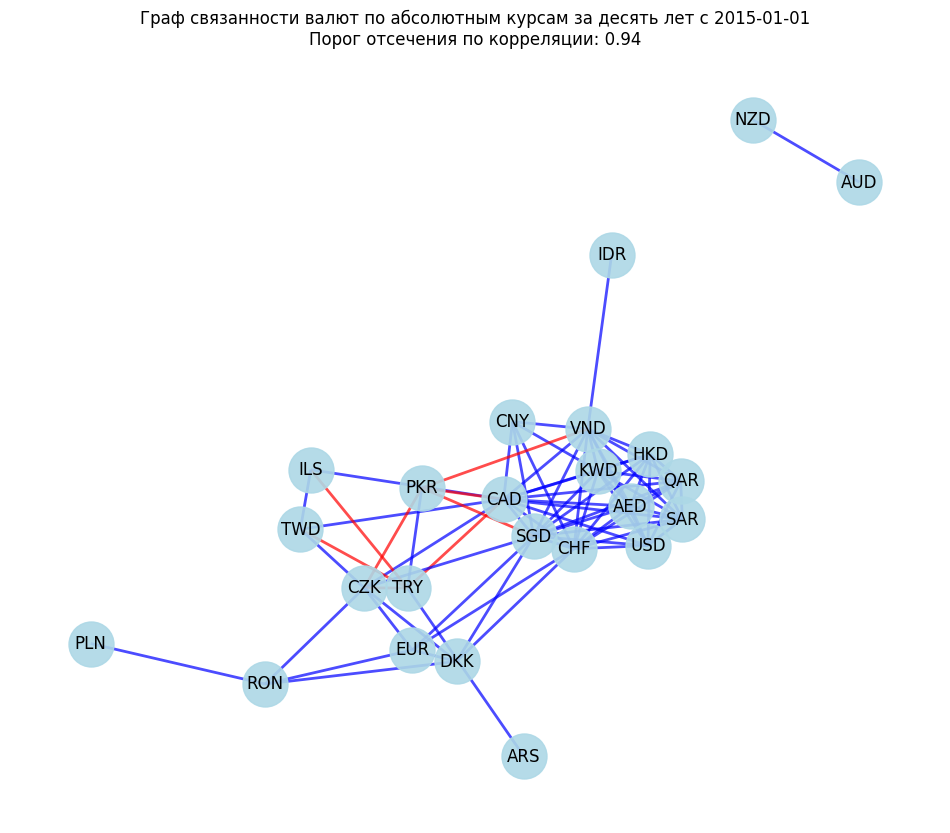 Граф связанности валют по абсолютным курсам за десять лет с 2015-01-01
Порог отсечения по корреляции: 0.94
NZD
AUD
IDR
CNY
VND
HKD
ILS
KWD
QAR
PKR
CAD
AED
SAR
TWD
SGD
CHF
USD
CZK
TRY
PLN
EUR
DKK
RON
ARS